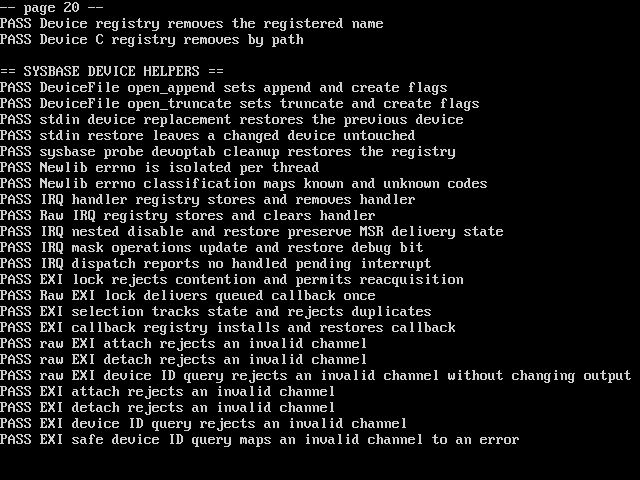 -- page 20 --
PASS Device registry removes the registered name
PASS Device C registry removes by path
== SYSBASE DEVICE HELPERS ==
PASS DeviceFile open_append sets append and create flags
PASS DeviceFile open_truncate sets truncate and create flags
PASS stdin device replacement restores the previous device
PASS stdin restore leaves a changed device untouched
PASS sysbase probe devoptab cleanup restores the registry
PASS Newlib errno is isolated per thread
PASS Newlib errno classification maps known and unknown codes
PASS IRQ handler registry stores and removes handler
PASS Raw IRQ registry stores and clears handler
PASS IRQ nested disable and restore preserve MSR delivery state
PASS IRQ mask operations update and restore debug bit
PASS IRQ dispatch reports no handled pending interrupt
PASS EXI lock rejects contention and permits reacquisition
PASS Raw EXI lock delivers queued callback once
PASS EXI selection tracks state and rejects duplicates
PASS EXI callback registry installs and restores callback
PASS raw EXI attach rejects an invalid channel
PASS raw EXI detach rejects an invalid channel
PASS raw EXI device ID query rejects an invalid channel without changing output
PASS EXI attach rejects an invalid channel
PASS EXI detach rejects an invalid channel
PASS EXI device ID query rejects an invalid channel
PASS EXI safe device ID query maps an invalid channel to an error